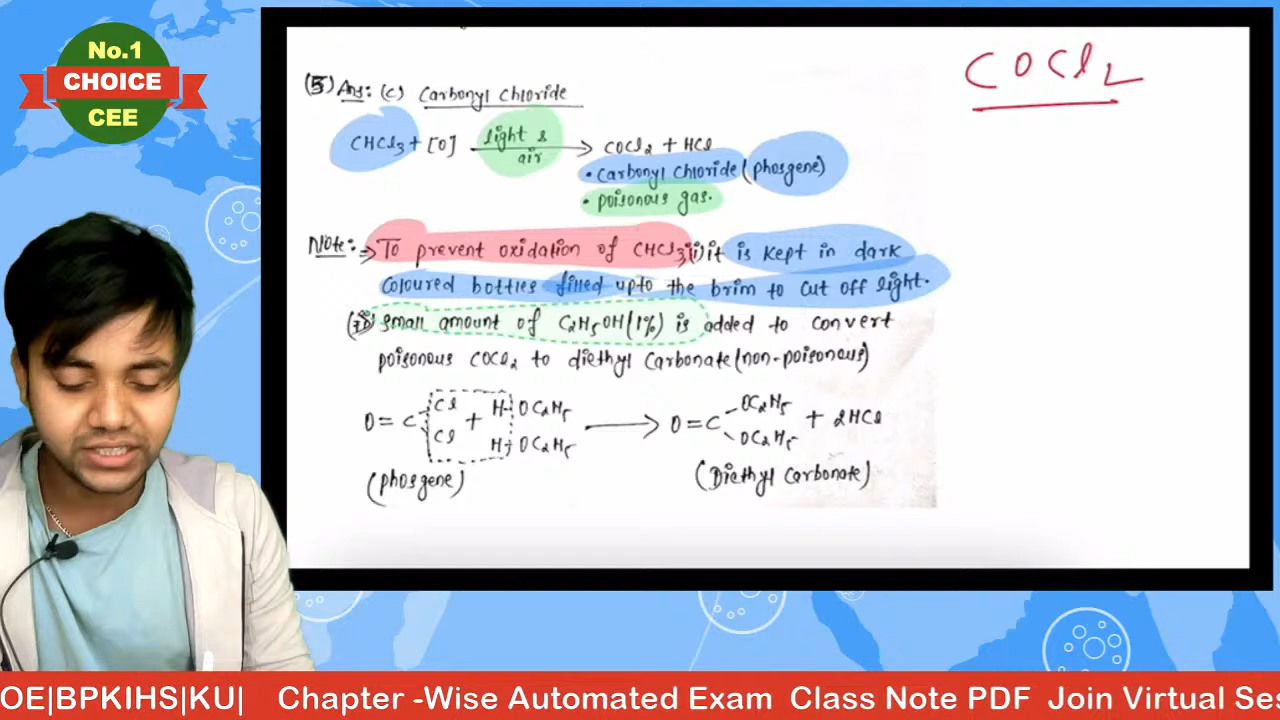 No.1
CHOICE
CEE
COCl2
(5) Ans: (c) Carbonyl Chloride
CHCl3 + [O] light & air → COCl2 + HCl
• Carbonyl Chloride (phosgene)
• poisonous gas.
Note:- → To prevent oxidation of CHCl3 (i) it is kept in dark
coloured bottles filled upto the brim to cut off light.
(ii) small amount of C2H5OH (1%) is added to convert
poisonous COCl2 to diethyl Carbonate (non-poisonous)
O = C Cl Cl + H- OC2H5 H- OC2H5 → O = C OC2H5 OC2H5 + 2HCl
(phosgene) (Diethyl Carbonate)
OE|BPKIHS|KU| Chapter -Wise Automated Exam Class Note PDF Join Virtual Ses